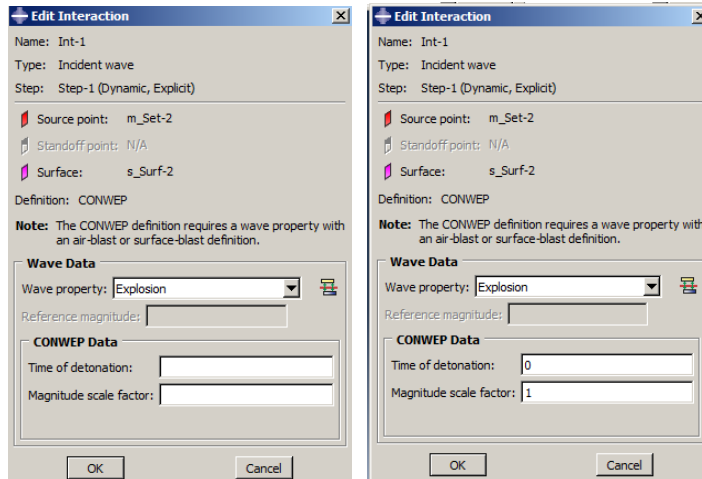 Edit Interaction
Name: Int-1
Type: Incident wave
Step: Step-1 (Dynamic, Explicit)
Source point: m_Set-2
Standoff point: N/A
Surface: s_Surf-2
Definition: CONWEP
Note: The CONWEP definition requires a wave property with
an air-blast or surface-blast definition.
Wave Data
Wave property: Explosion
Reference magnitude:
CONWEP Data
Time of detonation:
Magnitude scale factor:
OK Cancel
Edit Interaction
Name: Int-1
Type: Incident wave
Step: Step-1 (Dynamic, Explicit)
Source point: m_Set-2
Standoff point: N/A
Surface: s_Surf-2
Definition: CONWEP
Note: The CONWEP definition requires a wave property with
an air-blast or surface-blast definition.
Wave Data
Wave property: Explosion
Reference magnitude:
CONWEP Data
Time of detonation: 0
Magnitude scale factor: 1
OK Cancel